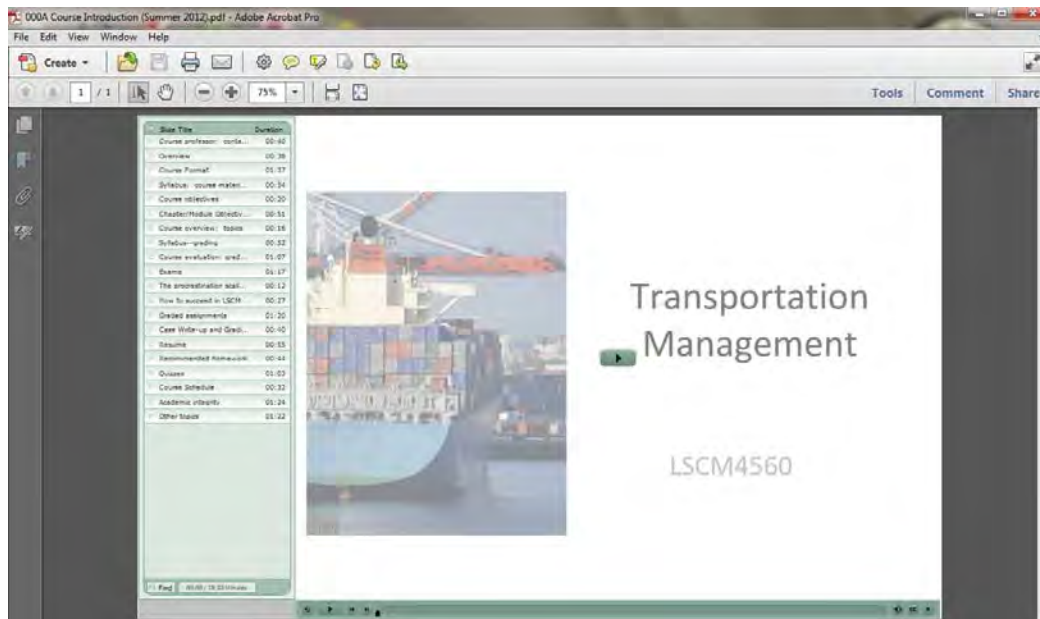 000A Course Introduction (Summer 2012).pdf - Adobe Acrobat Pro
File Edit View Window Help
Create
1 / 1 75% Tools Comment Share
Slide Title Duration
Course professor: conta... 00:40
Overview 00:36
Course Format 01:37
Syllabus: course materi... 00:54
Course objectives 00:20
Chapter/Module Objectiv... 00:51
Course overview: topics 00:16
Syllabus--grading 00:32
Course evaluation: grad... 01:07
Exams 01:17
The procrastination scal... 00:12
How to succeed in LSCM 00:27
Graded assignments 01:20
Case Write-up and Gradi... 00:40
Resume 00:55
Recommended homework 00:44
Quizzes 01:03
Course Schedule 00:32
Academic integrity 01:24
Other topics 01:22
Find
Transportation
Management
LSCM4560